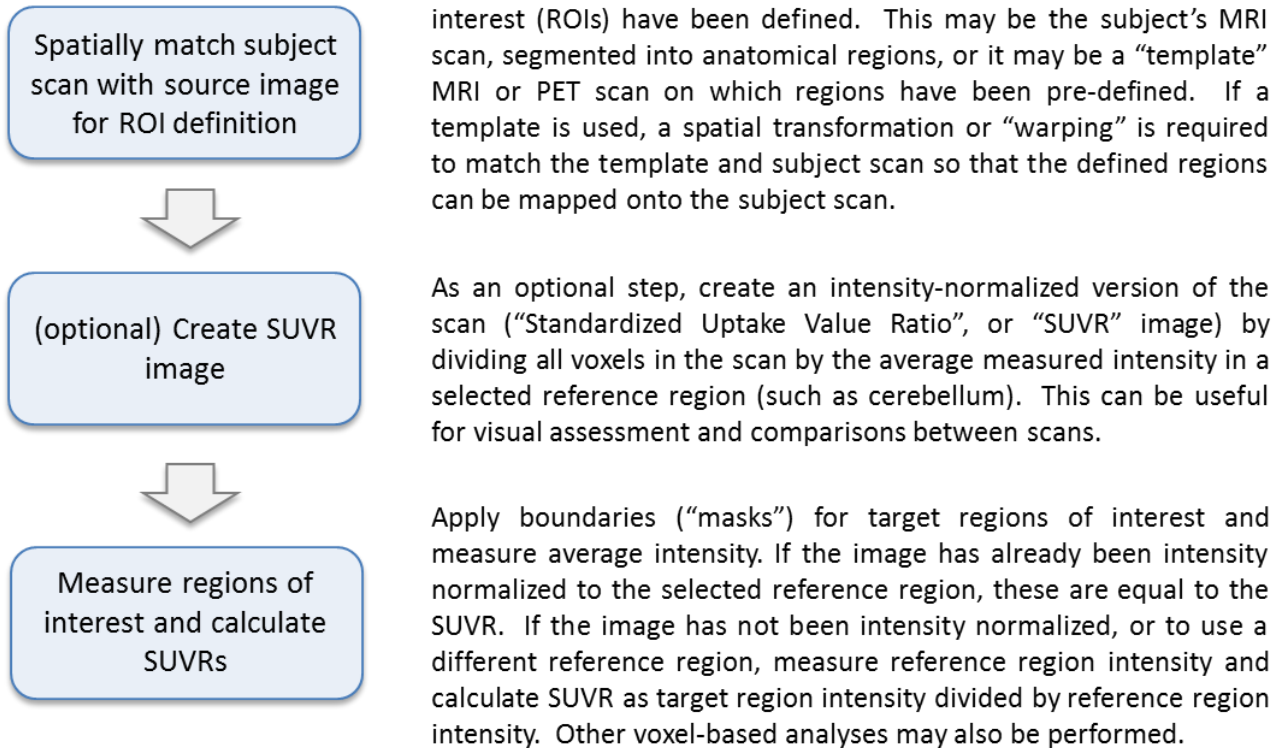 Spatially match subject
scan with source image
for ROI definition
interest (ROIs) have been defined. This may be the subject’s MRI
scan, segmented into anatomical regions, or it may be a “template”
MRI or PET scan on which regions have been pre-defined. If a
template is used, a spatial transformation or “warping” is required
to match the template and subject scan so that the defined regions
can be mapped onto the subject scan.
(optional) Create SUVR
image
As an optional step, create an intensity-normalized version of the
scan (“Standardized Uptake Value Ratio”, or “SUVR” image) by
dividing all voxels in the scan by the average measured intensity in a
selected reference region (such as cerebellum). This can be useful
for visual assessment and comparisons between scans.
Measure regions of
interest and calculate
SUVRs
Apply boundaries (“masks”) for target regions of interest and
measure average intensity. If the image has already been intensity
normalized to the selected reference region, these are equal to the
SUVR. If the image has not been intensity normalized, or to use a
different reference region, measure reference region intensity and
calculate SUVR as target region intensity divided by reference region
intensity. Other voxel-based analyses may also be performed.